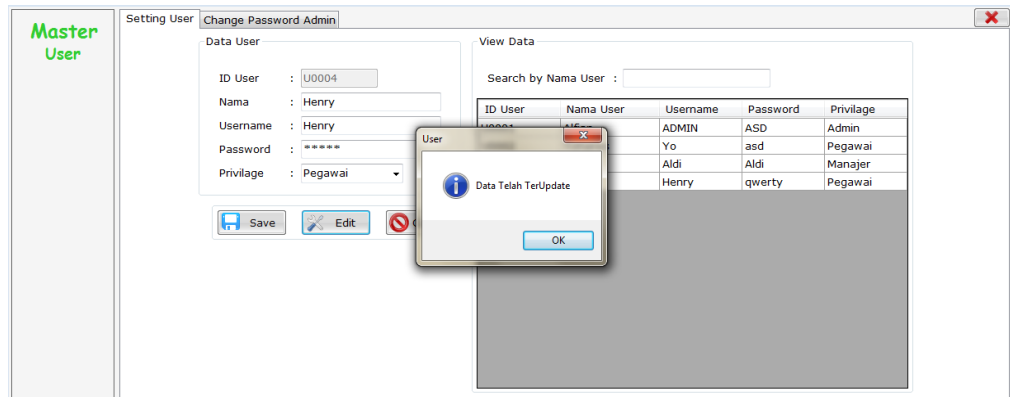 Master
User
Setting User
Change Password Admin
Data User
ID User : U0004
Nama : Henry
Username : Henry
Password : *****
Privilage : Pegawai
Save
Edit
View Data
Search by Nama User :
ID User Nama User Username Password Privilage
ADMIN ASD Admin
Yo asd Pegawai
Aldi Aldi Manajer
Henry qwerty Pegawai
User
Data Telah TerUpdate
OK